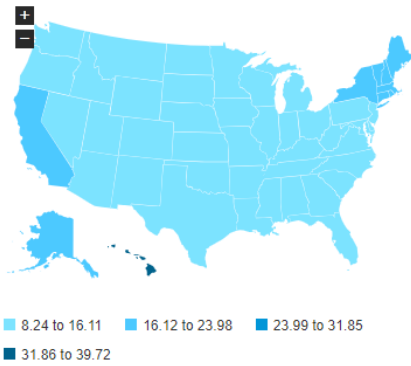 +
−
8.24 to 16.11 16.12 to 23.98 23.99 to 31.85
31.86 to 39.72